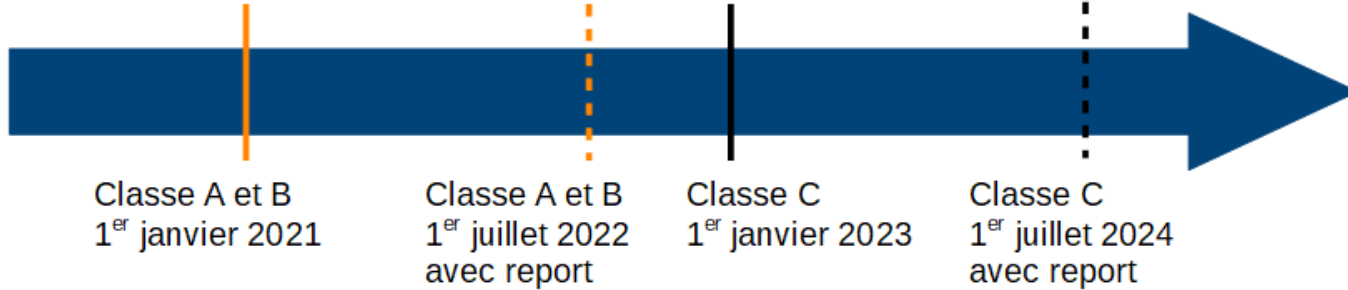 Classe A et B
1er janvier 2021
Classe A et B
1er juillet 2022
avec report
Classe C
1er janvier 2023
Classe C
1er juillet 2024
avec report